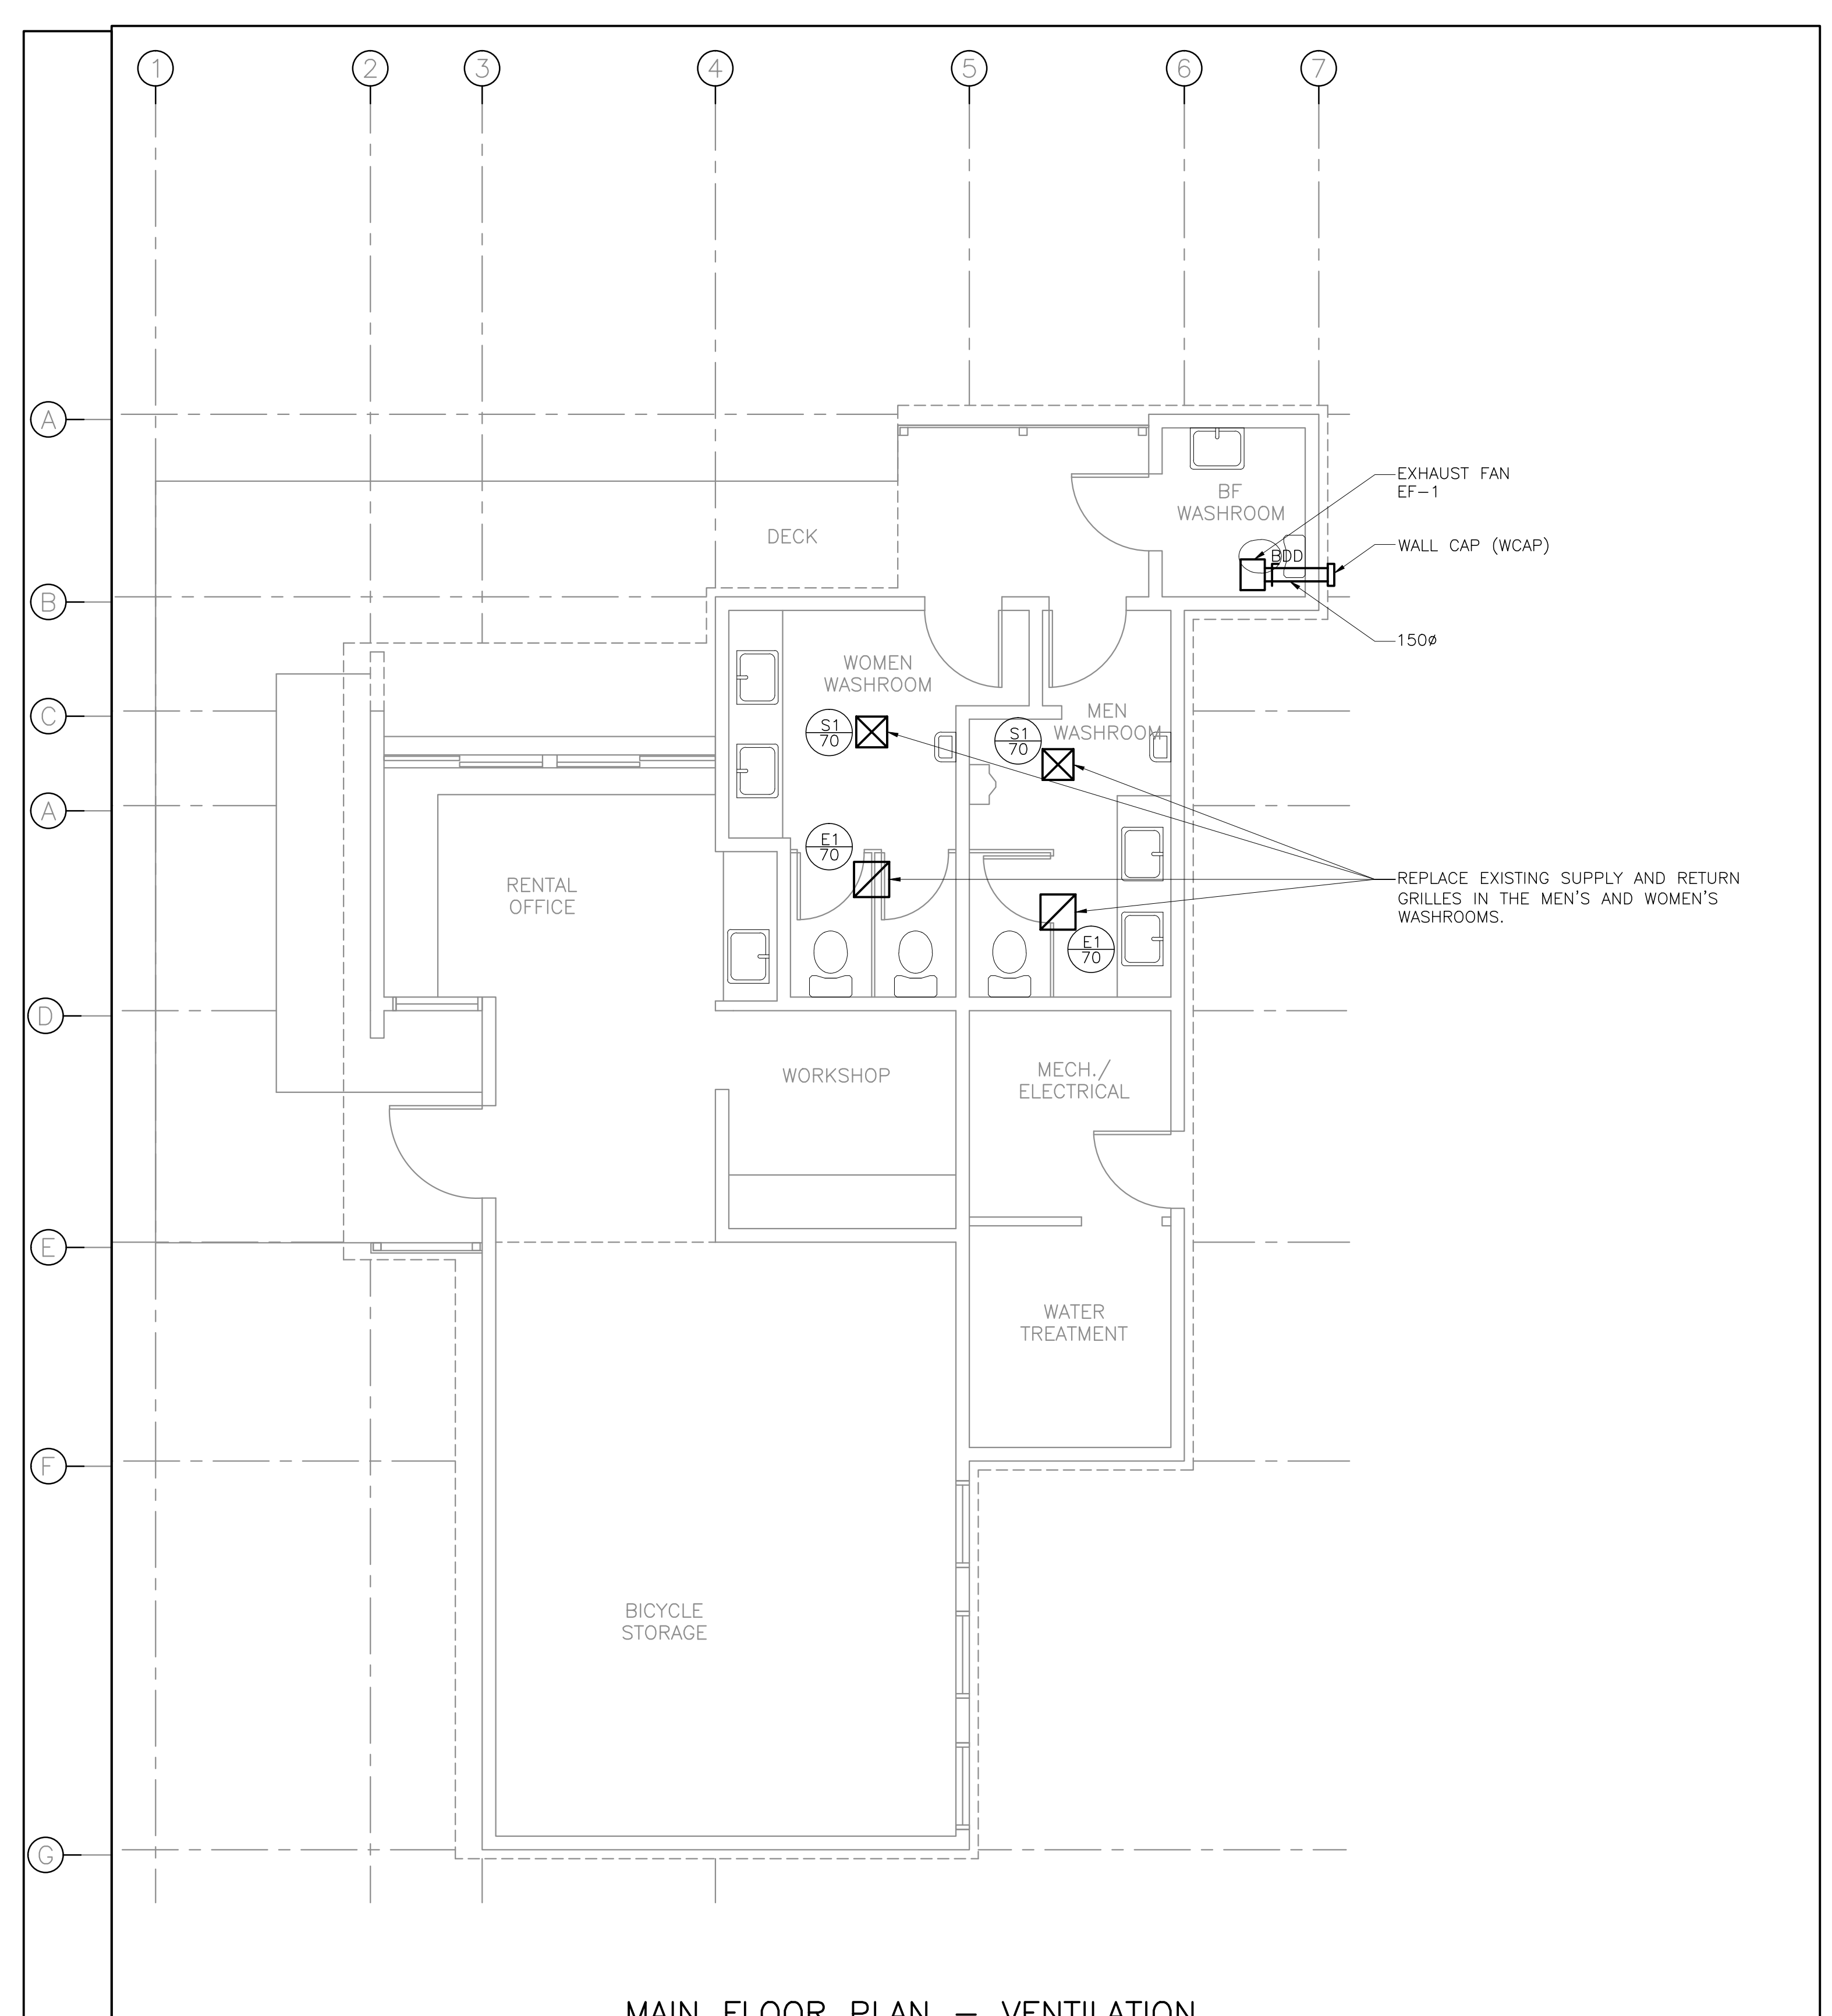 1
2
3
4
5
6
7
A
B
C
A
D
E
F
G
DECK
BF
WASHROOM
BDD
EXHAUST FAN
EF-1
WALL CAP (WCAP)
150ø
WOMEN
WASHROOM
MEN
WASHROOM
S1
70
S1
70
E1
70
E1
70
REPLACE EXISTING SUPPLY AND RETURN
GRILLES IN THE MEN'S AND WOMEN'S
WASHROOMS.
RENTAL
OFFICE
WORKSHOP
MECH./
ELECTRICAL
WATER
TREATMENT
BICYCLE
STORAGE
MAIN FLOOR PLAN - VENTILATION